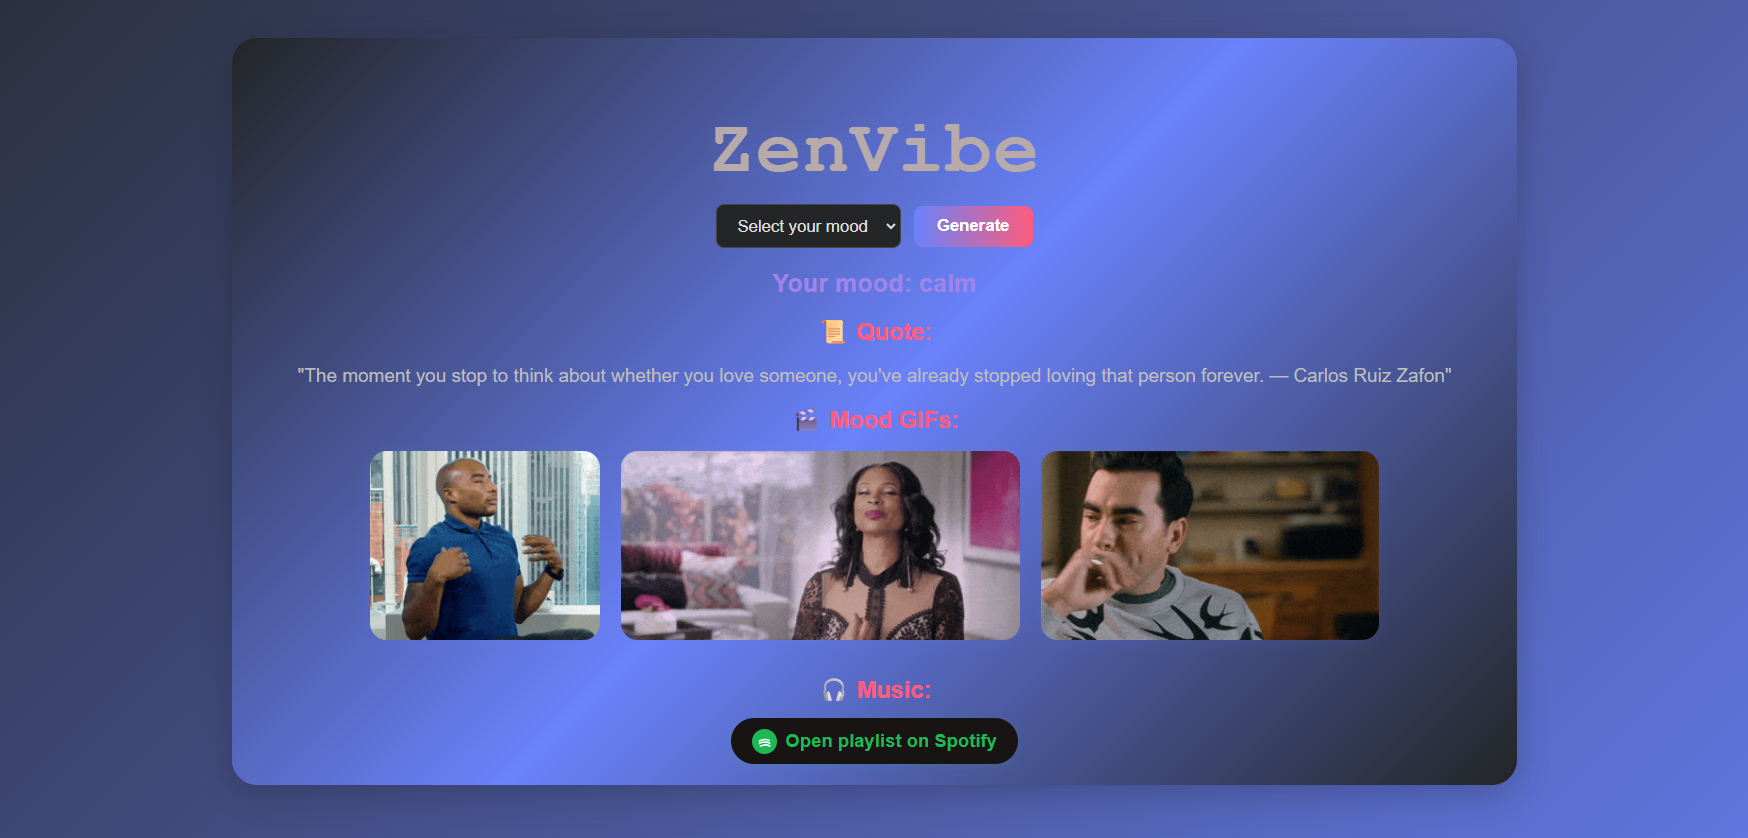 ZenVibe
Select your mood Generate
Your mood: calm
📜 Quote:
"The moment you stop to think about whether you love someone, you've already stopped loving that person forever. — Carlos Ruiz Zafon"
🎬 Mood GIFs:
🎧 Music:
Open playlist on Spotify